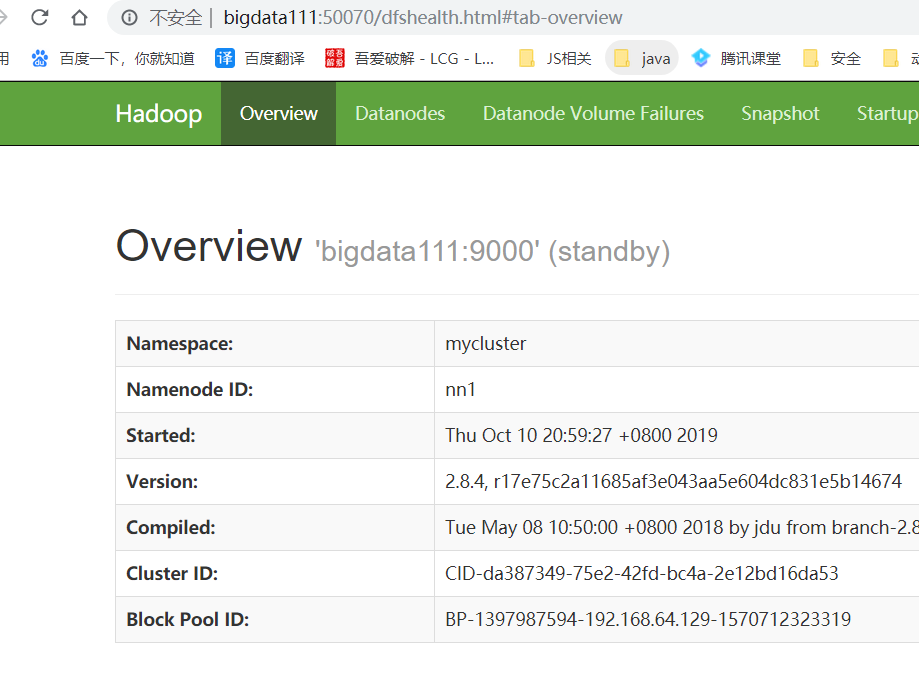 不安全 | bigdata111:50070/dfshealth.html#tab-overview
用 百度一下，你就知道 译 百度翻译 破解 吾爱 吾爱破解 - LCG - L... JS相关 java 腾讯课堂 安全
Hadoop Overview Datanodes Datanode Volume Failures Snapshot Startup
Overview 'bigdata111:9000' (standby)
Namespace: mycluster
Namenode ID: nn1
Started: Thu Oct 10 20:59:27 +0800 2019
Version: 2.8.4, r17e75c2a11685af3e043aa5e604dc831e5b14674
Compiled: Tue May 08 10:50:00 +0800 2018 by jdu from branch-2.8
Cluster ID: CID-da387349-75e2-42fd-bc4a-2e12bd16da53
Block Pool ID: BP-1397987594-192.168.64.129-1570712323319